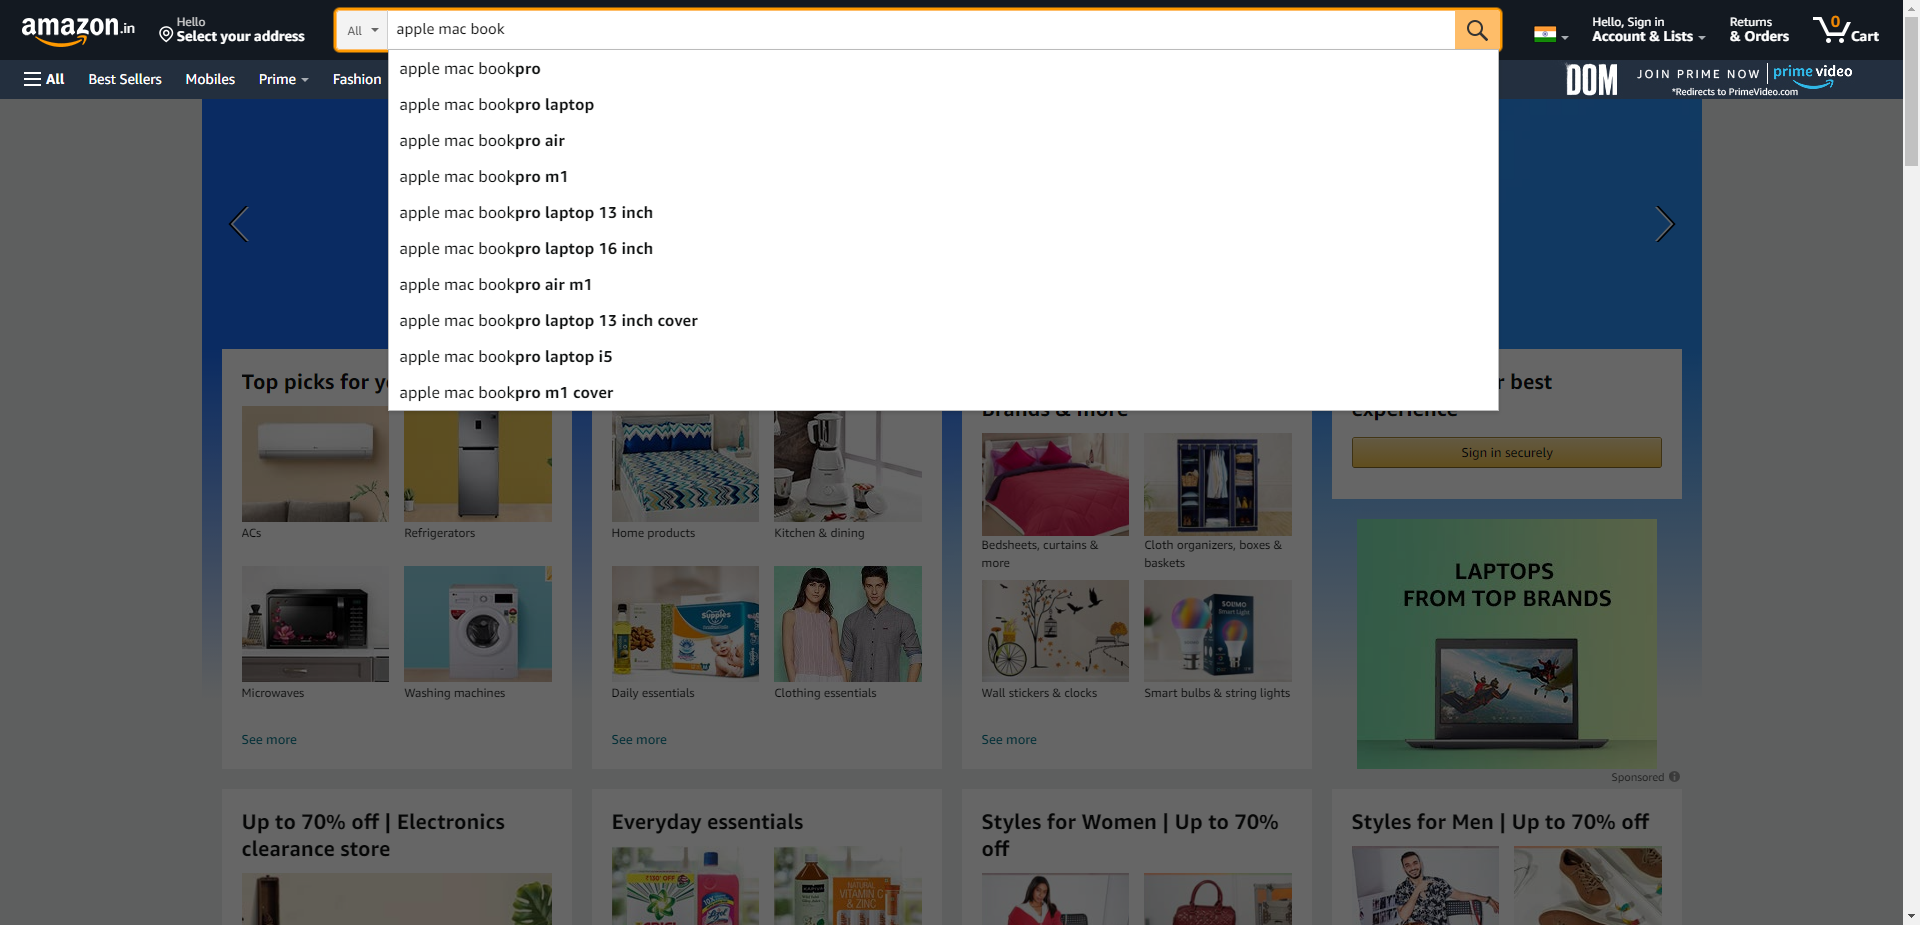 amazon.in
Hello
Select your address
All
apple mac book
Hello, Sign in
Account & Lists
Returns
& Orders
0
Cart
All
Best Sellers
Mobiles
Prime
Fashion
DOM
JOIN PRIME NOW
prime video
*Redirects to PrimeVideo.com
apple mac bookpro
apple mac bookpro laptop
apple mac bookpro air
apple mac bookpro m1
apple mac bookpro laptop 13 inch
apple mac bookpro laptop 16 inch
apple mac bookpro air m1
apple mac bookpro laptop 13 inch cover
apple mac bookpro laptop i5
apple mac bookpro m1 cover
Top picks for
ACs
Refrigerators
Microwaves
Washing machines
See more
Home products
Kitchen & dining
Supples
Daily essentials
Clothing essentials
See more
Brands & more
Bedsheets, curtains &
more
Cloth organizers, boxes &
baskets
SOLIMO
Smart Light
Wall stickers & clocks
Smart bulbs & string lights
See more
r best
experience
Sign in securely
LAPTOPS
FROM TOP BRANDS
Sponsored
Up to 70% off | Electronics
clearance store
Everyday essentials
NATURAL
VITAMIN C
& ZINC
Styles for Women | Up to 70%
off
Styles for Men | Up to 70% off